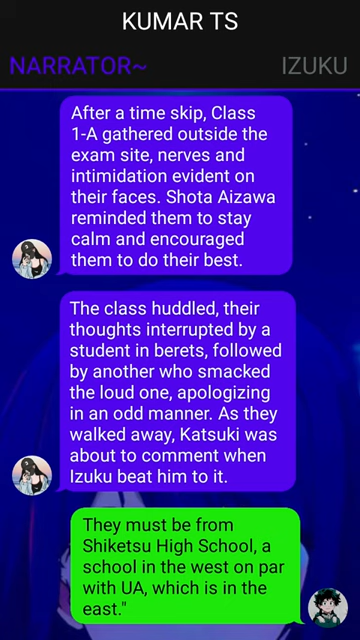 KUMAR TS
NARRATOR~
IZUKU
After a time skip, Class
1-A gathered outside the
exam site, nerves and
intimidation evident on
their faces. Shota Aizawa
reminded them to stay
calm and encouraged
them to do their best.
The class huddled, their
thoughts interrupted by a
student in berets, followed
by another who smacked
the loud one, apologizing
in an odd manner. As they
walked away, Katsuki was
about to comment when
Izuku beat him to it.
They must be from
Shiketsu High School, a
school in the west on par
with UA, which is in the
east."